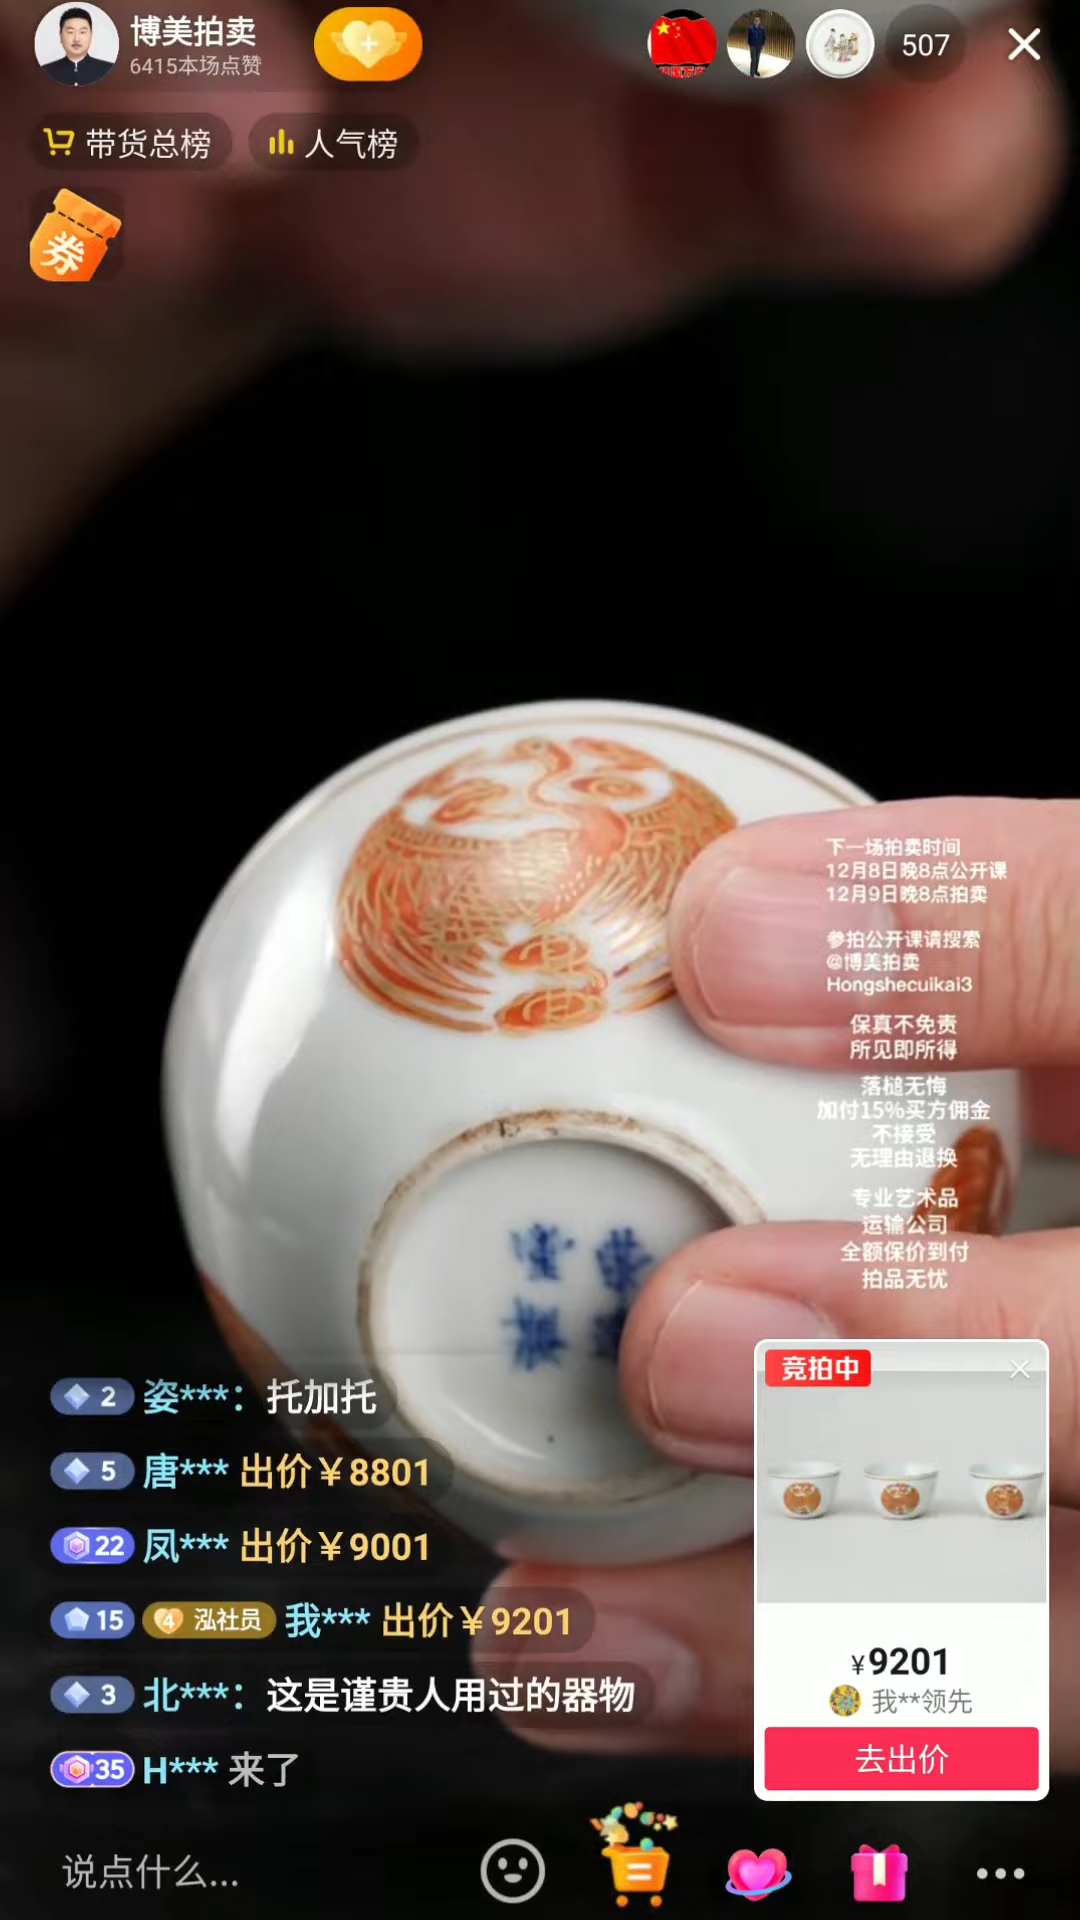 博美拍卖
6415本场点赞
507
带货总榜
人气榜
券
下一场拍卖时间
12月8日晚8点公开课
12月9日晚8点拍卖
参拍公开课请搜索
@博美拍卖
Hongshecuikai3
保真不免责
所见即所得
落槌无悔
加付15%买方佣金
不接受
无理由退换
专业艺术品
运输公司
全额保价到付
拍品无忧
2 姿***：托加托
5 唐*** 出价￥8801
22 凤*** 出价￥9001
15 4 泓社员 我*** 出价￥9201
3 北***：这是谨贵人用过的器物
35 H*** 来了
竞拍中
¥9201
我**领先
去出价
说点什么...